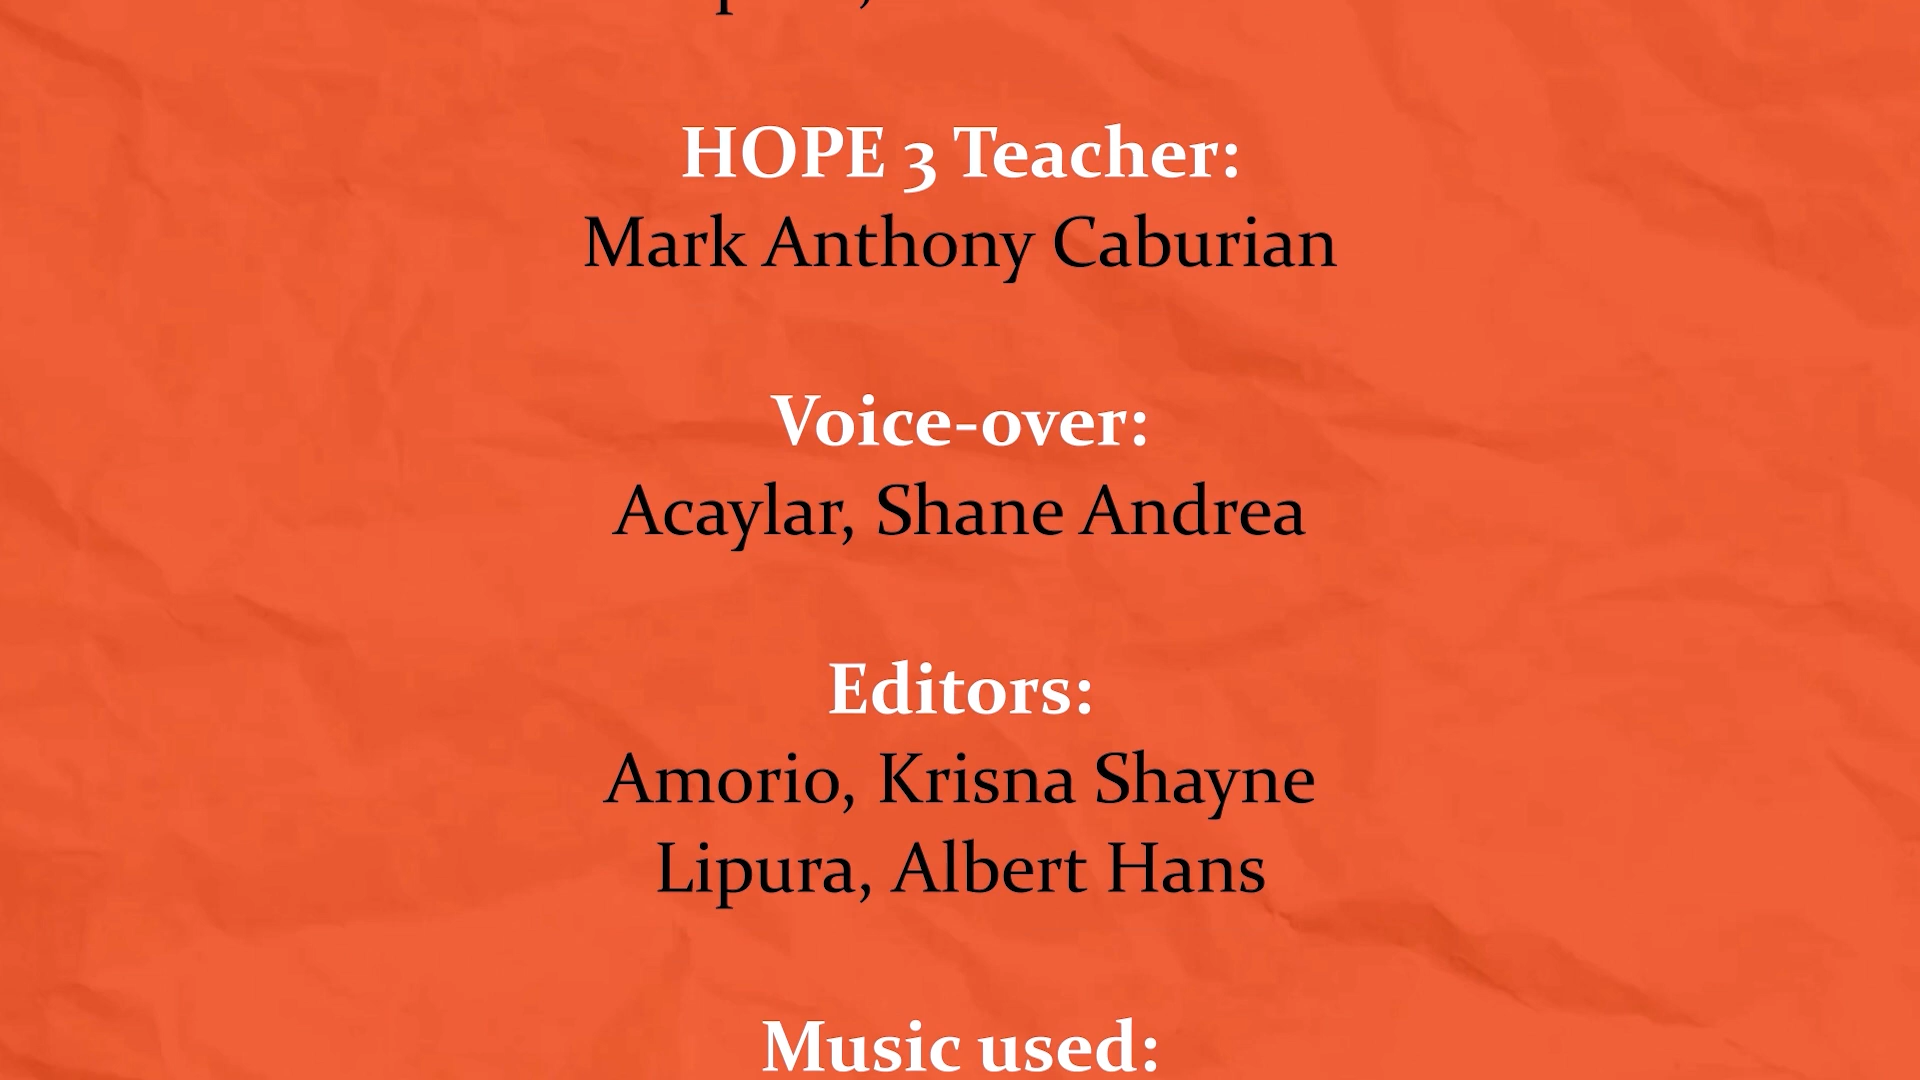 HOPE 3 Teacher:
Mark Anthony Caburian
Voice-over:
Acaylar, Shane Andrea
Editors:
Amorio, Krisna Shayne
Lipura, Albert Hans
Music used: